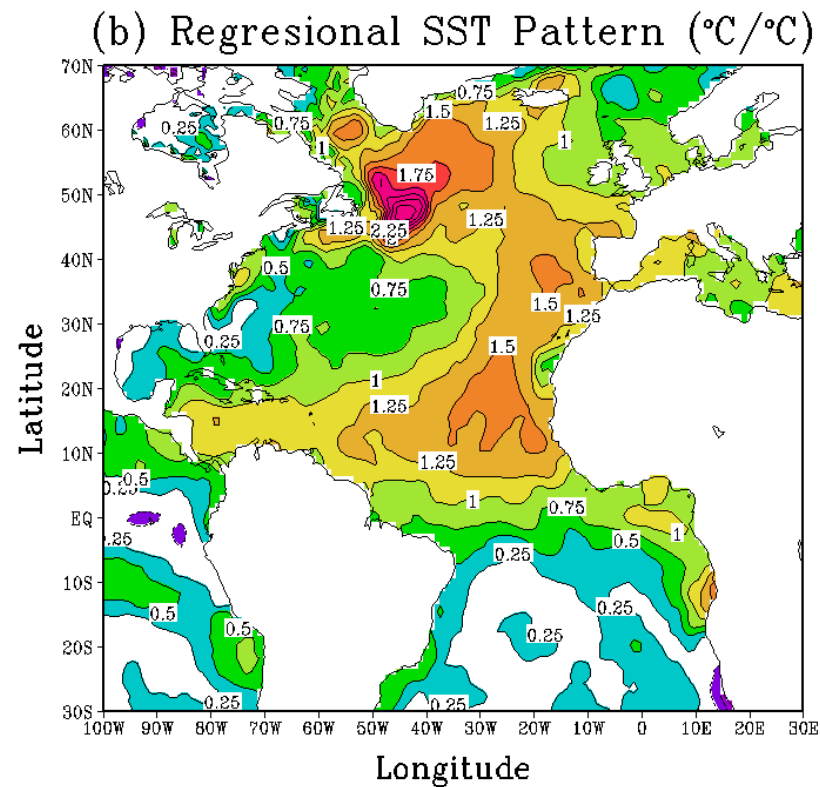 (b) Regresional SST Pattern (°C/°C)
70N
0.75
1.5
60N 0.25 0.75 1.25
1 1
1.75
50N
1.25 2.25 1.25
40N 0.5
0.75
1.5
30N 0.75 1.25
0.25 1.5
1
20N
1.25
10N
1.25
0.5
0.25
1 0.75
EQ
1
0.25 0.25 0.5
10S 0.25
0.5
0.5 0.25
20S
0.25 0.25
30S
100W 90W 80W 70W 60W 50W 40W 30W 20W 10W 0 10E 20E 30E
Latitude
Longitude